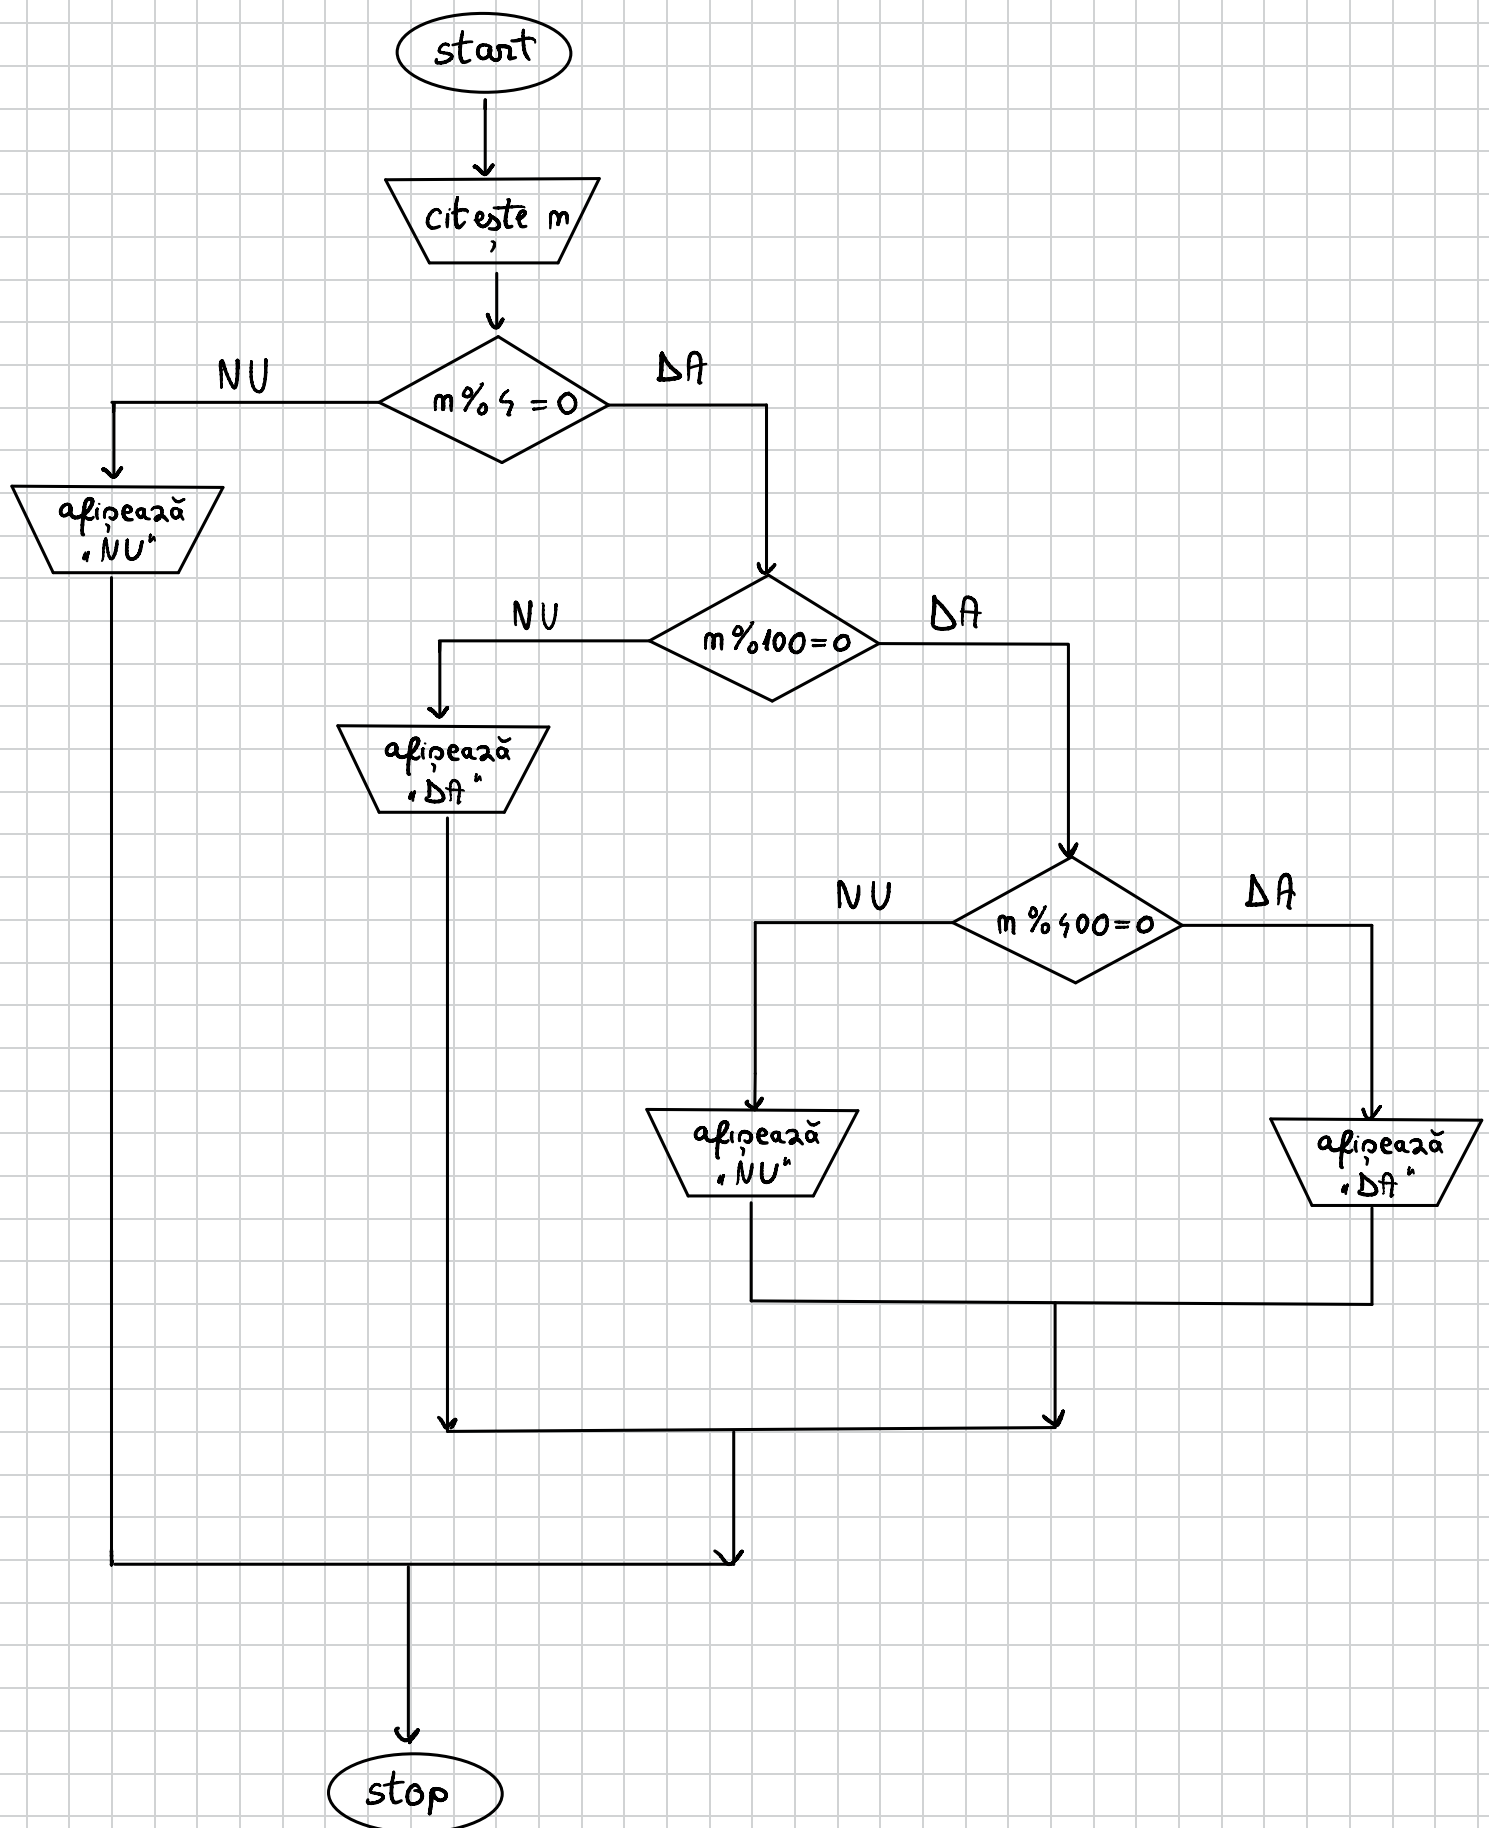 start
citește m
NU
DA
m % 4 = 0
afișează
„NU”
NU
DA
m % 100 = 0
afișează
„DA”
NU
DA
m % 400 = 0
afișează
„NU”
afișează
„DA”
stop